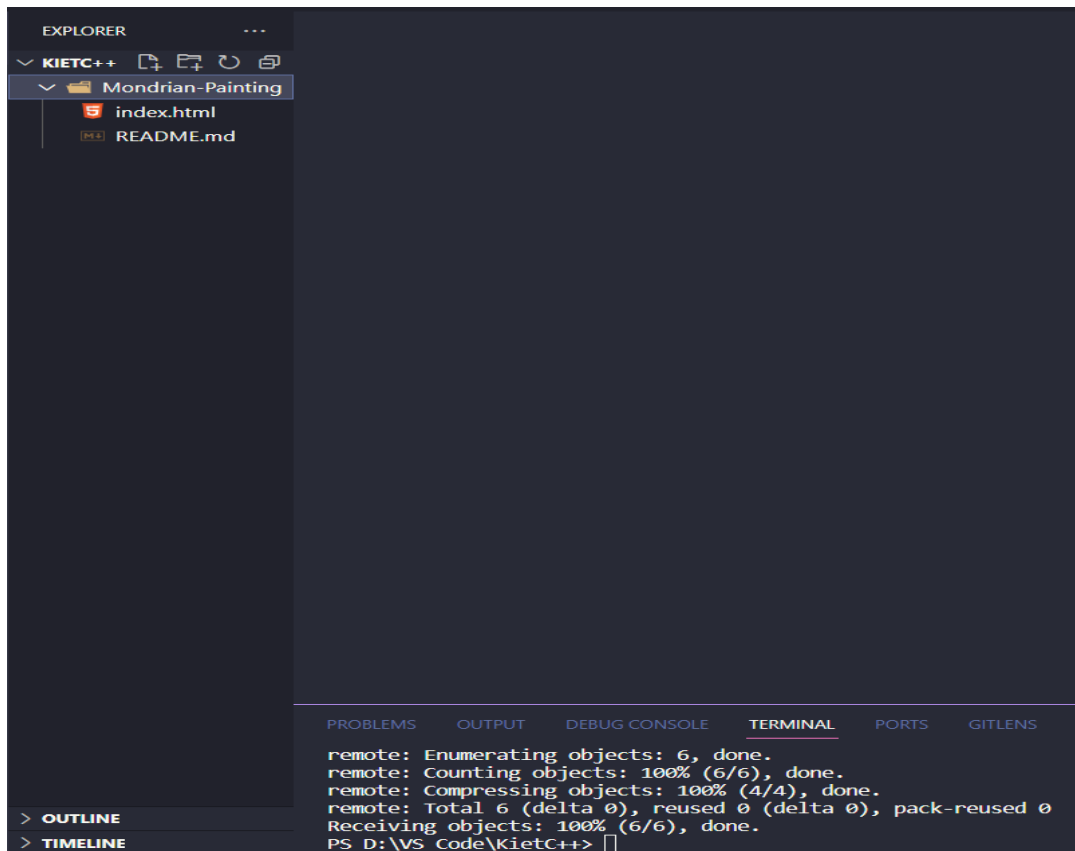 EXPLORER ...
KIETC++
Mondrian-Painting
5 index.html
M↓ README.md
PROBLEMS OUTPUT DEBUG CONSOLE TERMINAL PORTS GITLENS
remote: Enumerating objects: 6, done.
remote: Counting objects: 100% (6/6), done.
remote: Compressing objects: 100% (4/4), done.
remote: Total 6 (delta 0), reused 0 (delta 0), pack-reused 0
Receiving objects: 100% (6/6), done.
PS D:\VS Code\KietC++>
> OUTLINE
> TIMELINE